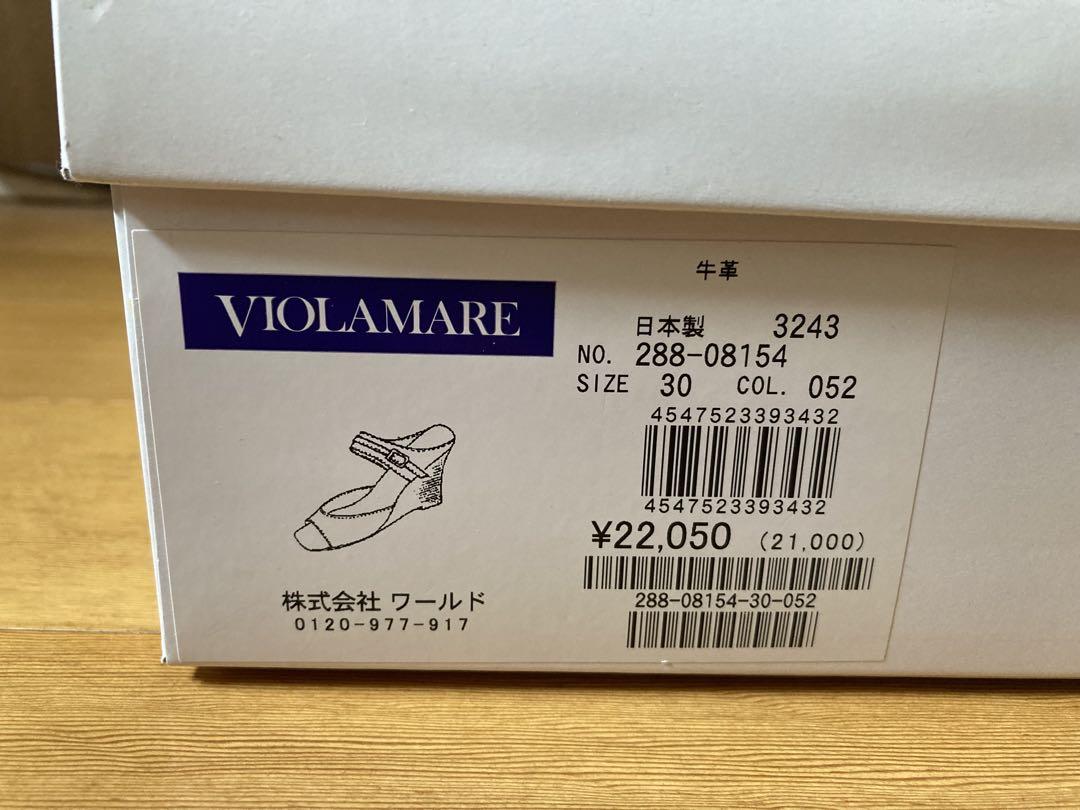 VIOLAMARE
牛革
日本製 3243
NO. 288-08154
SIZE 30 COL. 052
4547523393432
4547523393432
¥22,050 (21,000)
288-08154-30-052
株式会社 ワールド
0120-977-917